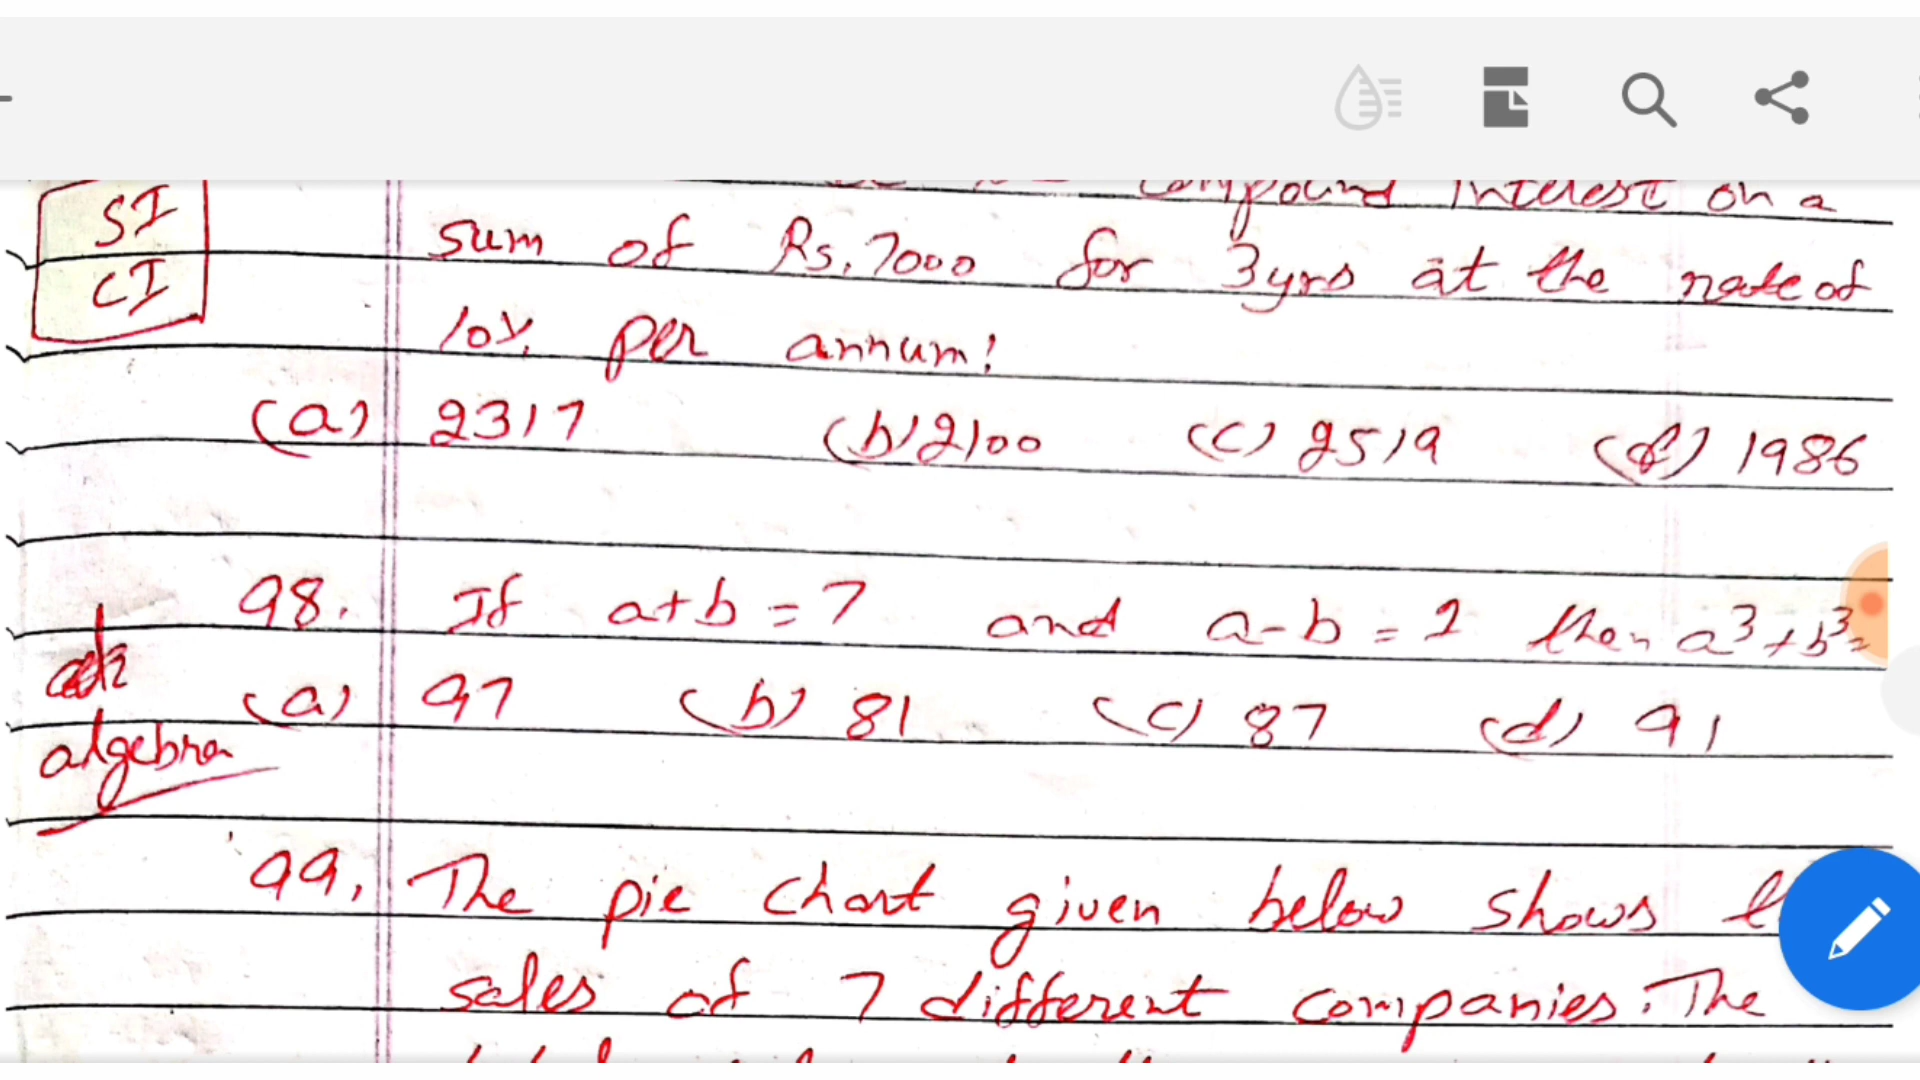 compound interest on a
SI
CI
sum of Rs. 7000 for 3yrs at the rate of
10% per annum?
(a) 2317 (b) 2100 (c) 2519 (d) 1986
98. If a+b=7 and a-b=1 then a³+b³=
(a) 97 (b) 81 (c) 87 (d) 91
algebra
99. The pie chart given below shows
sales of 7 different companies. The